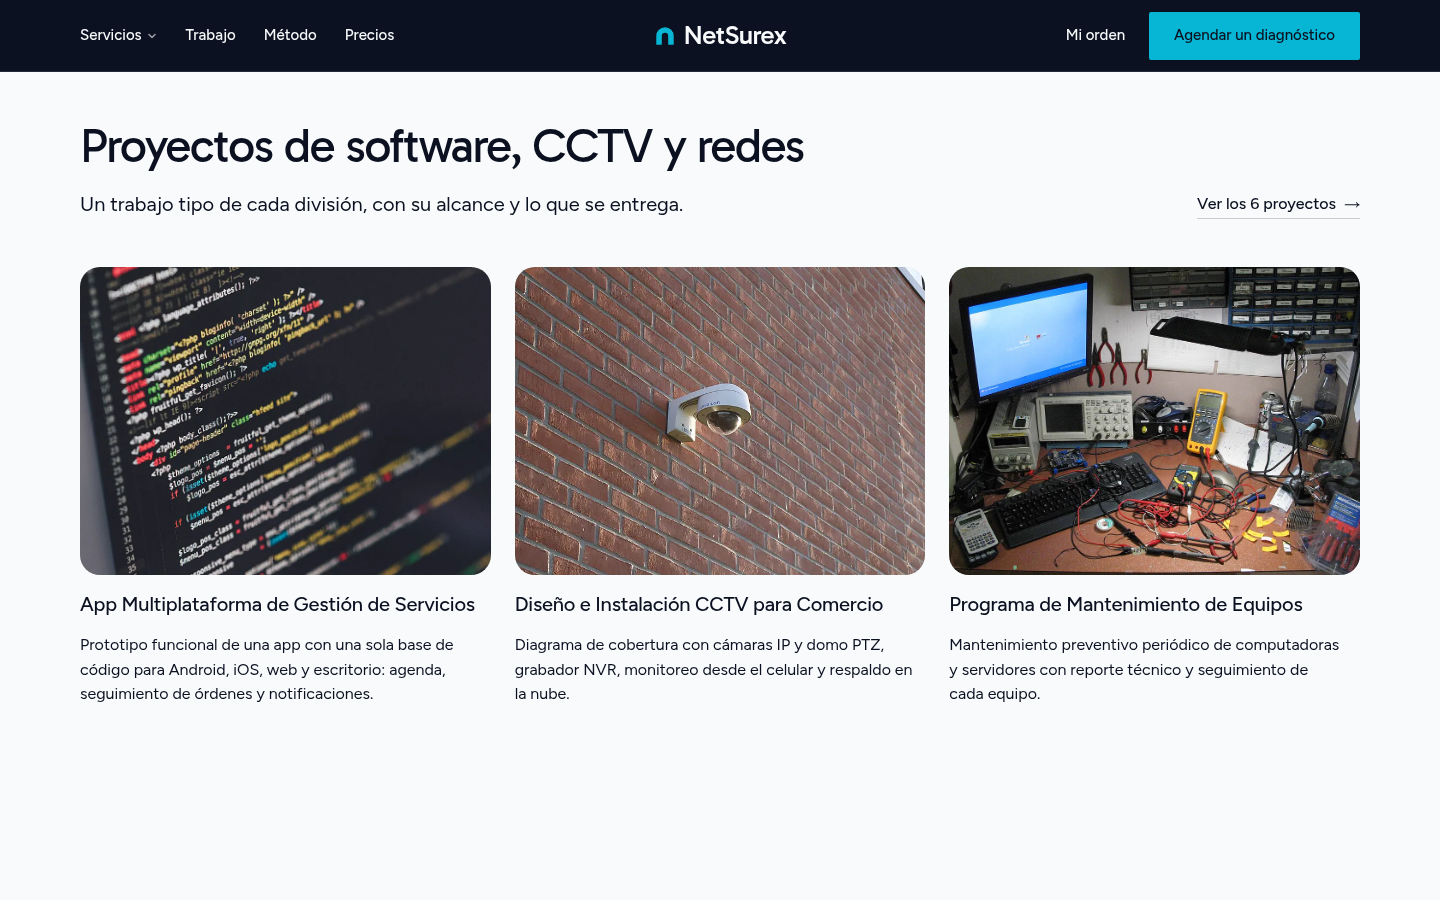 Servicios
Trabajo
Método
Precios
NetSurex
Mi orden
Agendar un diagnóstico
Proyectos de software, CCTV y redes
Un trabajo tipo de cada división, con su alcance y lo que se entrega.
Ver los 6 proyectos →
App Multiplataforma de Gestión de Servicios
Prototipo funcional de una app con una sola base de
código para Android, iOS, web y escritorio: agenda,
seguimiento de órdenes y notificaciones.
Diseño e Instalación CCTV para Comercio
Diagrama de cobertura con cámaras IP y domo PTZ,
grabador NVR, monitoreo desde el celular y respaldo en
la nube.
Programa de Mantenimiento de Equipos
Mantenimiento preventivo periódico de computadoras
y servidores con reporte técnico y seguimiento de
cada equipo.